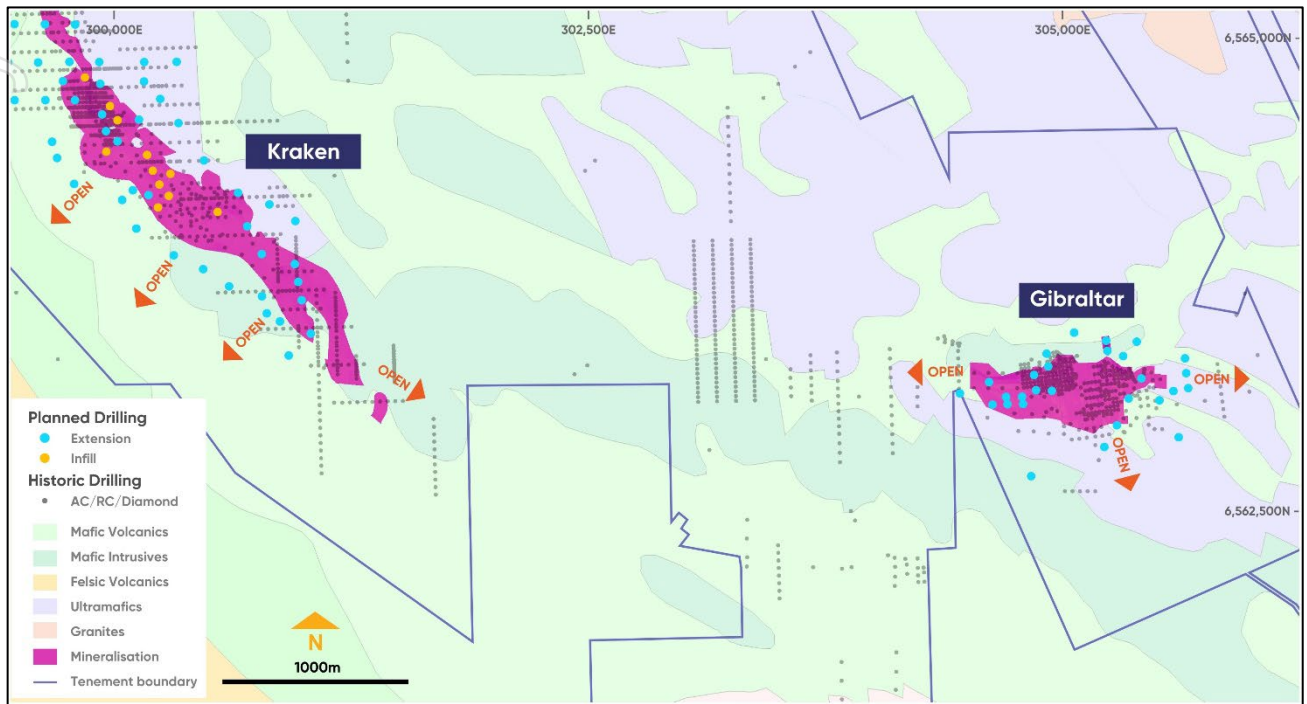 300,000E
302,500E
305,000E
6,565,000N
Kraken
OPEN
OPEN
OPEN
OPEN
Gibraltar
OPEN
OPEN
OPEN
6,562,500N
Planned Drilling
Extension
Infill
Historic Drilling
AC/RC/Diamond
Mafic Volcanics
Mafic Intrusives
Felsic Volcanics
Ultramafics
Granites
Mineralisation
Tenement boundary
N
1000m